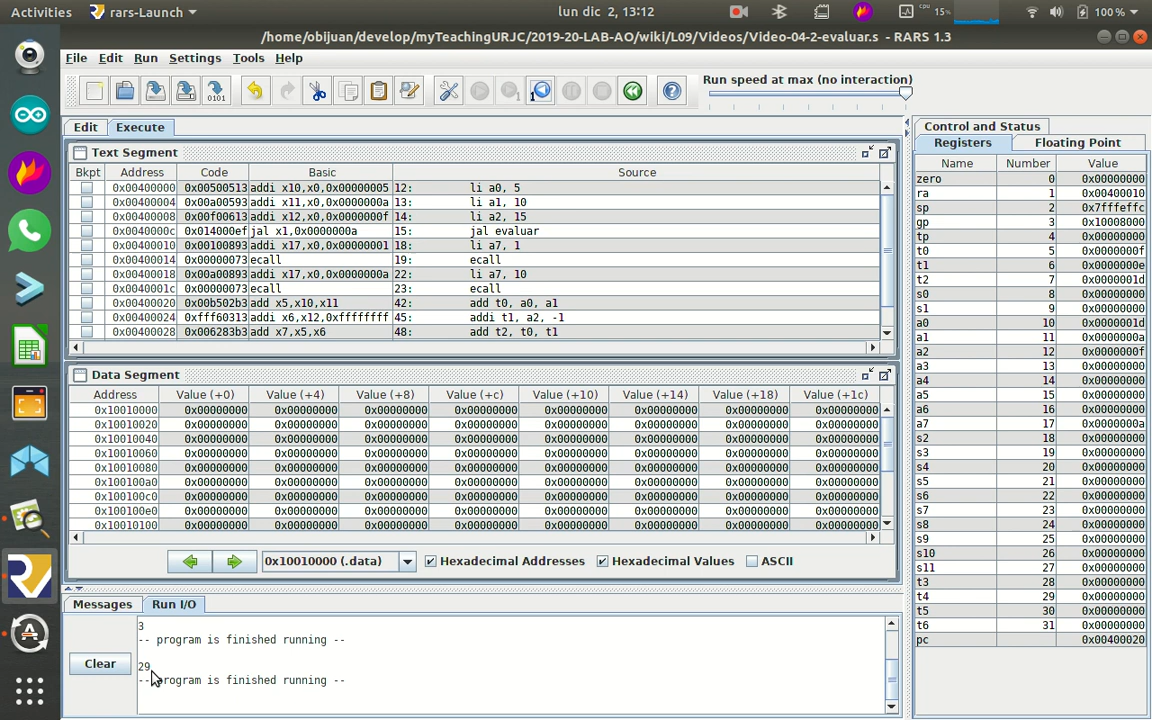 Activities rars-Launch lun dic 2, 13:12 cpu 15% 100%
/home/obijuan/develop/myTeachingURJC/2019-20-LAB-AO/wiki/L09/Videos/Video-04-2-evaluar.s - RARS 1.3
File Edit Run Settings Tools Help
Run speed at max (no interaction)
Edit Execute
Text Segment
Bkpt Address Code Basic Source
0x00400000 0x00500513 addi x10,x0,0x00000005 12: li a0, 5
0x00400004 0x00a00593 addi x11,x0,0x0000000a 13: li a1, 10
0x00400008 0x00f00613 addi x12,x0,0x0000000f 14: li a2, 15
0x0040000c 0x014000ef jal x1,0x0000000a 15: jal evaluar
0x00400010 0x00100893 addi x17,x0,0x00000001 18: li a7, 1
0x00400014 0x00000073 ecall 19: ecall
0x00400018 0x00a00893 addi x17,x0,0x0000000a 22: li a7, 10
0x0040001c 0x00000073 ecall 23: ecall
0x00400020 0x00b502b3 add x5,x10,x11 42: add t0, a0, a1
0x00400024 0xfff60313 addi x6,x12,0xffffffff 45: addi t1, a2, -1
0x00400028 0x006283b3 add x7,x5,x6 48: add t2, t0, t1
Data Segment
Address Value (+0) Value (+4) Value (+8) Value (+c) Value (+10) Value (+14) Value (+18) Value (+1c)
0x10010000 0x00000000 0x00000000 0x00000000 0x00000000 0x00000000 0x00000000 0x00000000 0x00000000
0x10010020 0x00000000 0x00000000 0x00000000 0x00000000 0x00000000 0x00000000 0x00000000 0x00000000
0x10010040 0x00000000 0x00000000 0x00000000 0x00000000 0x00000000 0x00000000 0x00000000 0x00000000
0x10010060 0x00000000 0x00000000 0x00000000 0x00000000 0x00000000 0x00000000 0x00000000 0x00000000
0x10010080 0x00000000 0x00000000 0x00000000 0x00000000 0x00000000 0x00000000 0x00000000 0x00000000
0x100100a0 0x00000000 0x00000000 0x00000000 0x00000000 0x00000000 0x00000000 0x00000000 0x00000000
0x100100c0 0x00000000 0x00000000 0x00000000 0x00000000 0x00000000 0x00000000 0x00000000 0x00000000
0x100100e0 0x00000000 0x00000000 0x00000000 0x00000000 0x00000000 0x00000000 0x00000000 0x00000000
0x10010100 0x00000000 0x00000000 0x00000000 0x00000000 0x00000000 0x00000000 0x00000000 0x00000000
0x10010000 (.data) Hexadecimal Addresses Hexadecimal Values ASCII
Messages Run I/O
Clear
3
-- program is finished running --
29
-- program is finished running --
Control and Status
Registers Floating Point
Name Number Value
zero 0 0x00000000
ra 1 0x00400010
sp 2 0x7fffeffc
gp 3 0x10008000
tp 4 0x00000000
t0 5 0x0000000f
t1 6 0x0000000e
t2 7 0x0000001d
s0 8 0x00000000
s1 9 0x00000000
a0 10 0x0000001d
a1 11 0x0000000a
a2 12 0x0000000f
a3 13 0x00000000
a4 14 0x00000000
a5 15 0x00000000
a6 16 0x00000000
a7 17 0x0000000a
s2 18 0x00000000
s3 19 0x00000000
s4 20 0x00000000
s5 21 0x00000000
s6 22 0x00000000
s7 23 0x00000000
s8 24 0x00000000
s9 25 0x00000000
s10 26 0x00000000
s11 27 0x00000000
t3 28 0x00000000
t4 29 0x00000000
t5 30 0x00000000
t6 31 0x00000000
pc 0x00400020